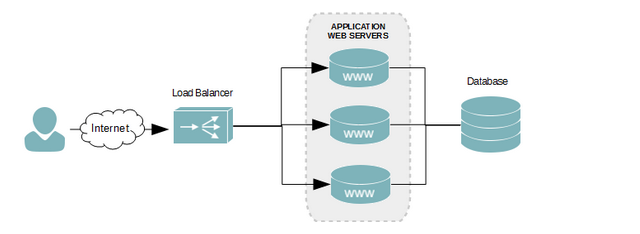 APPLICATION
WEB SERVERS
WWW
Load Balancer
Database
Internet
WWW
WWW